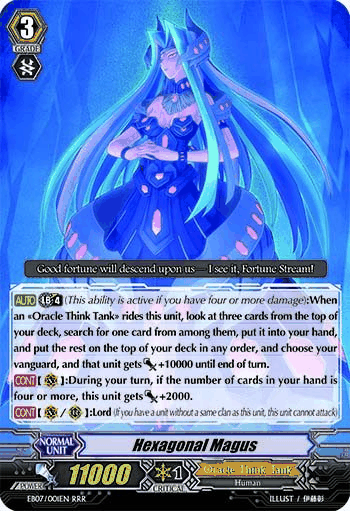 3
GRADE
Good fortune will descend upon us— I see it, Fortune Stream!
AUTO LB4 (This ability is active if you have four or more damage):When
an «Oracle Think Tank» rides this unit, look at three cards from the top of
your deck, search for one card from among them, put it into your hand,
and put the rest on the top of your deck in any order, and choose your
vanguard, and that unit gets +10000 until end of turn.
CONT [ ]:During your turn, if the number of cards in your hand is
four or more, this unit gets +2000.
CONT [ / ]:Lord (If you have a unit without a same clan as this unit, this unit cannot attack)
NORMAL
UNIT
Hexagonal Magus
POWER
11000
1
CRITICAL
Oracle Think Tank
Human
EB07/001EN RRR
ILLUST / 伊藤彰